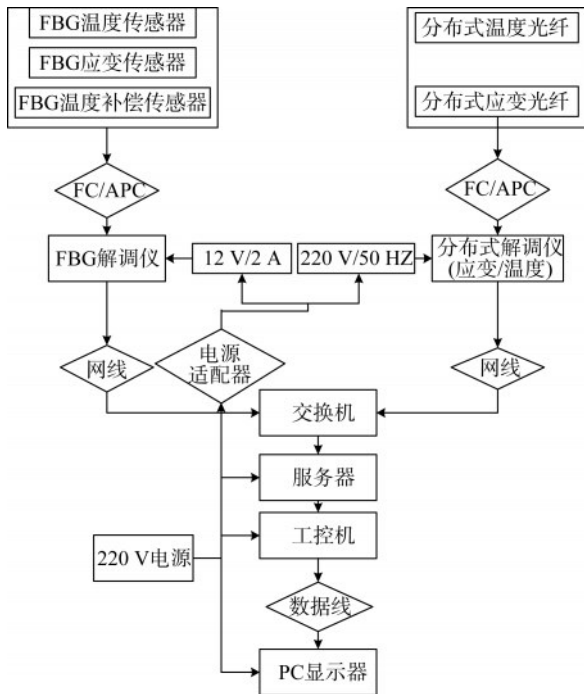 FBG温度传感器
FBG应变传感器
FBG温度补偿传感器
分布式温度光纤
分布式应变光纤
FC/APC
FC/APC
FBG解调仪
12 V/2 A
220 V/50 HZ
分布式解调仪
(应变/温度)
网线
电源
适配器
网线
交换机
服务器
工控机
220 V电源
数据线
PC显示器